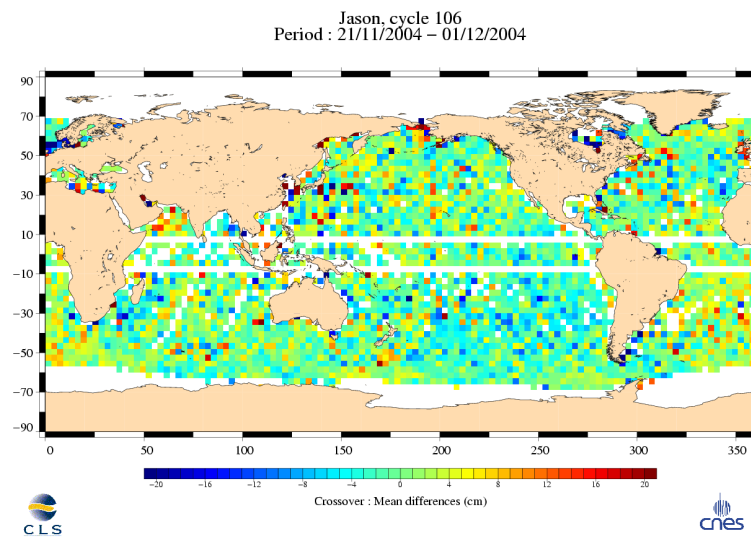 Jason, cycle 106
Period : 21/11/2004 − 01/12/2004
90
70
50
30
10
−10
−30
−50
−70
−90
0 50 100 150 200 250 300 350
−20 −16 −12 −8 −4 0 4 8 12 16 20
Crossover : Mean differences (cm)
CLS
cnes